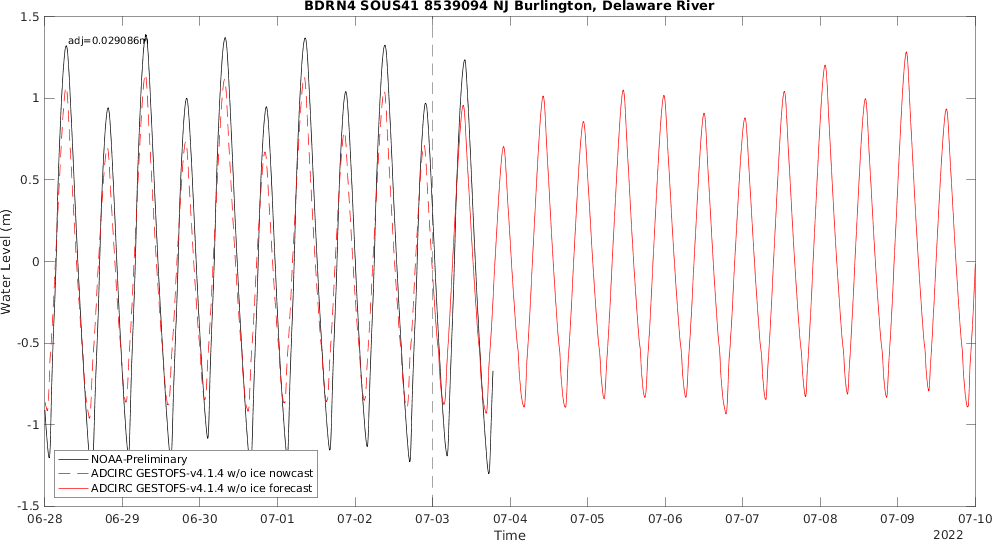 BDRN4 SOUS41 8539094 NJ Burlington, Delaware River
adj=0.029086m
1.5
1
0.5
0
-0.5
-1
-1.5
Water Level (m)
NOAA-Preliminary
ADCIRC GESTOFS-v4.1.4 w/o ice nowcast
ADCIRC GESTOFS-v4.1.4 w/o ice forecast
06-28 06-29 06-30 07-01 07-02 07-03 07-04 07-05 07-06 07-07 07-08 07-09 07-10
Time
2022